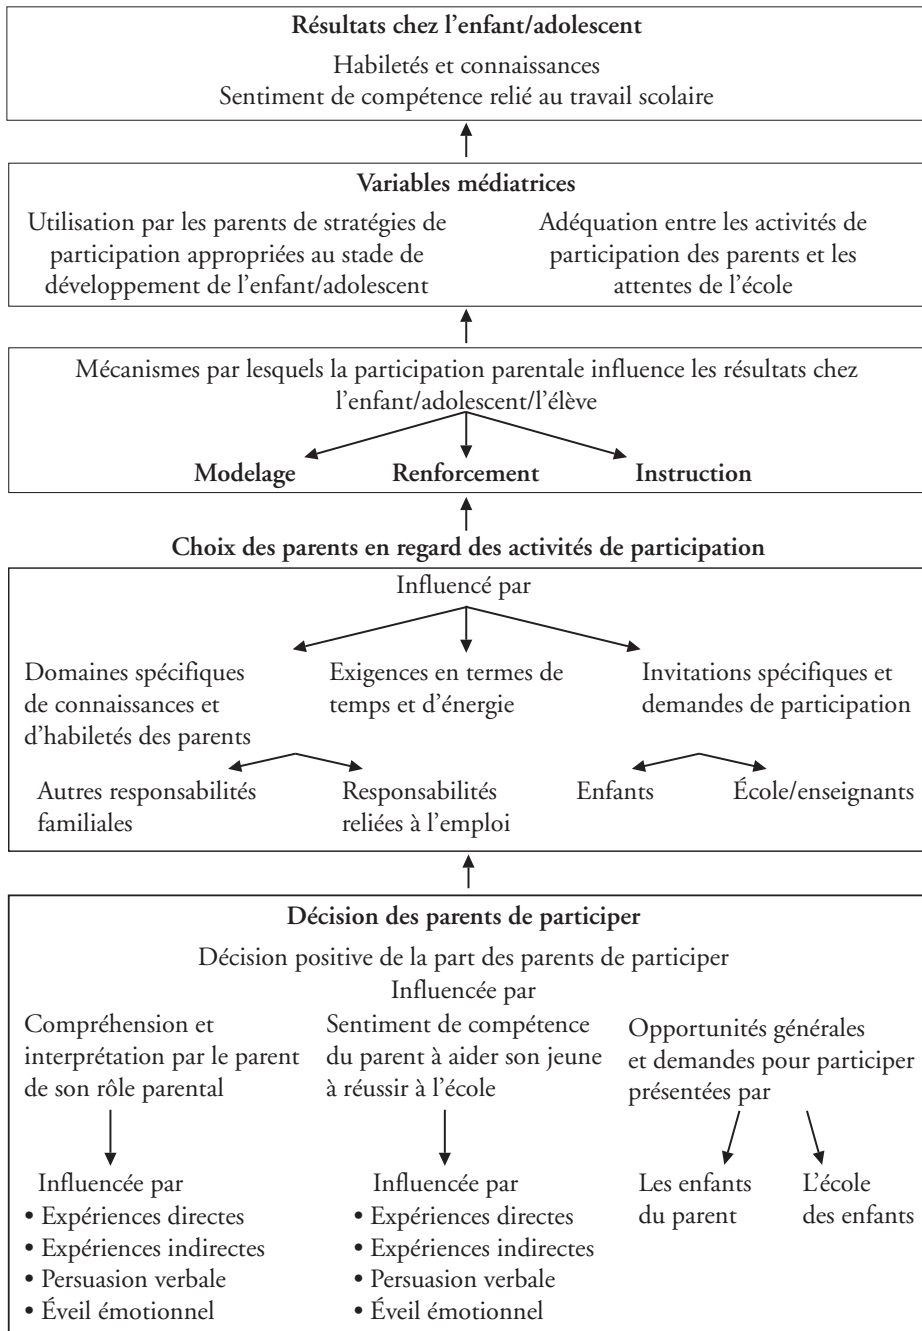 Résultats chez l’enfant/adolescent
Habiletés et connaissances
Sentiment de compétence relié au travail scolaire
Variables médiatrices
Utilisation par les parents de stratégies de
participation appropriées au stade de
développement de l’enfant/adolescent
Adéquation entre les activités de
participation des parents et les
attentes de l’école
Mécanismes par lesquels la participation parentale influence les résultats chez
l’enfant/adolescent/l’élève
Modelage
Renforcement
Instruction
Choix des parents en regard des activités de participation
Influencé par
Domaines spécifiques
de connaissances et
d’habiletés des parents
Exigences en termes de
temps et d’énergie
Invitations spécifiques et
demandes de participation
Autres responsabilités
familiales
Responsabilités
reliées à l’emploi
Enfants
École/enseignants
Décision des parents de participer
Décision positive de la part des parents de participer
Influencée par
Compréhension et
interprétation par le parent
de son rôle parental
Sentiment de compétence
du parent à aider son jeune
à réussir à l’école
Opportunités générales
et demandes pour participer
présentées par
Influencée par
• Expériences directes
• Expériences indirectes
• Persuasion verbale
• Éveil émotionnel
Influencée par
• Expériences directes
• Expériences indirectes
• Persuasion verbale
• Éveil émotionnel
Les enfants
du parent
L’école
des enfants